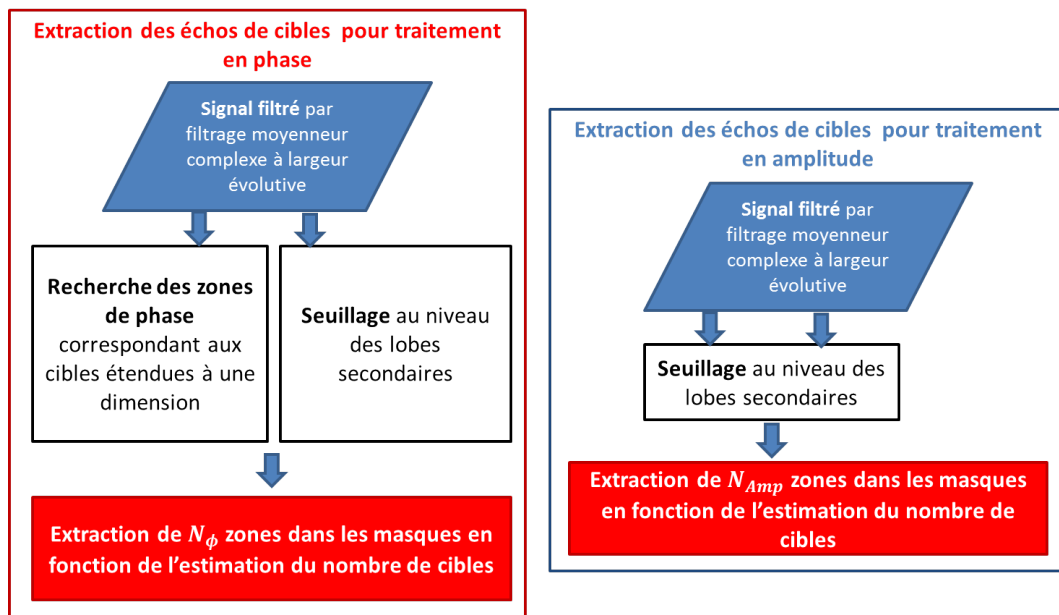 Extraction des échos de cibles pour traitement
en phase
Signal filtré par
filtrage moyenneur
complexe à largeur
évolutive
Recherche des zones
de phase
correspondant aux
cibles étendues à une
dimension
Seuillage au niveau
des lobes
secondaires
Extraction de N_ϕ zones dans les masques en
fonction de l'estimation du nombre de cibles
Extraction des échos de cibles pour traitement
en amplitude
Signal filtré par
filtrage moyenneur
complexe à largeur
évolutive
Seuillage au niveau des
lobes secondaires
Extraction de N_Amp zones dans les masques
en fonction de l'estimation du nombre de
cibles